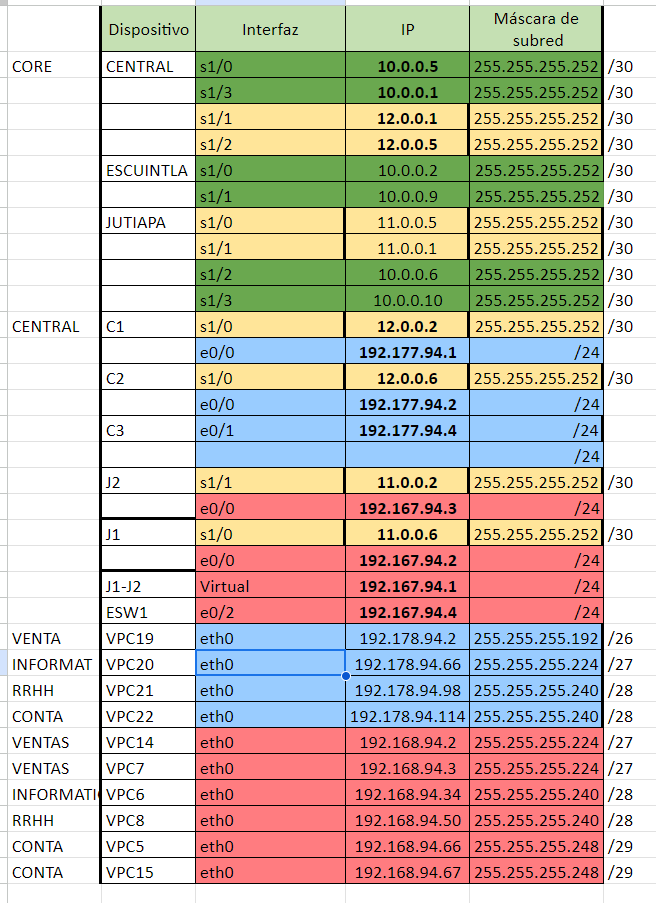 Dispositivo Interfaz IP Máscara de subred
CORE CENTRAL s1/0 10.0.0.5 255.255.255.252 /30
s1/3 10.0.0.1 255.255.255.252 /30
s1/1 12.0.0.1 255.255.255.252 /30
s1/2 12.0.0.5 255.255.255.252 /30
ESCUINTLA s1/0 10.0.0.2 255.255.255.252 /30
s1/1 10.0.0.9 255.255.255.252 /30
JUTIAPA s1/0 11.0.0.5 255.255.255.252 /30
s1/1 11.0.0.1 255.255.255.252 /30
s1/2 10.0.0.6 255.255.255.252 /30
s1/3 10.0.0.10 255.255.255.252 /30
CENTRAL C1 s1/0 12.0.0.2 255.255.255.252 /30
e0/0 192.177.94.1 /24
C2 s1/0 12.0.0.6 255.255.255.252 /30
e0/0 192.177.94.2 /24
C3 e0/1 192.177.94.4 /24
/24
J2 s1/1 11.0.0.2 255.255.255.252 /30
e0/0 192.167.94.3 /24
J1 s1/0 11.0.0.6 255.255.255.252 /30
e0/0 192.167.94.2 /24
J1-J2 Virtual 192.167.94.1 /24
ESW1 e0/2 192.167.94.4 /24
VENTA VPC19 eth0 192.178.94.2 255.255.255.192 /26
INFORMAT VPC20 eth0 192.178.94.66 255.255.255.224 /27
RRHH VPC21 eth0 192.178.94.98 255.255.255.240 /28
CONTA VPC22 eth0 192.178.94.114 255.255.255.240 /28
VENTAS VPC14 eth0 192.168.94.2 255.255.255.224 /27
VENTAS VPC7 eth0 192.168.94.3 255.255.255.224 /27
INFORMATI VPC6 eth0 192.168.94.34 255.255.255.240 /28
RRHH VPC8 eth0 192.168.94.50 255.255.255.240 /28
CONTA VPC5 eth0 192.168.94.66 255.255.255.248 /29
CONTA VPC15 eth0 192.168.94.67 255.255.255.248 /29